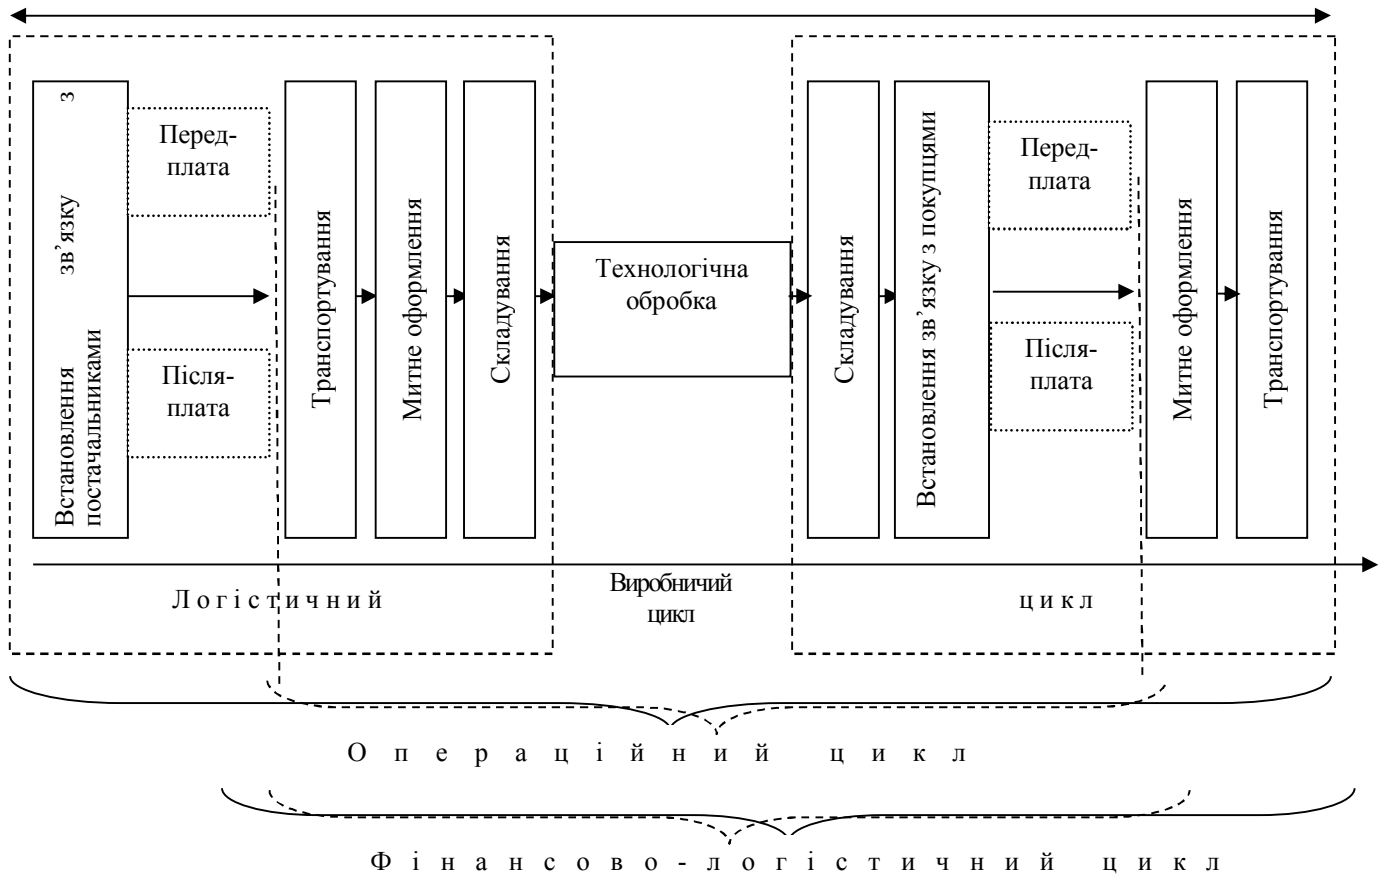 Встановлення зв’язку з
постачальниками
Перед-
плата
Після-
плата
Транспортування
Митне оформлення
Складування
Технологічна
обробка
Складування
Встановлення зв’язку з покупцями
Перед-
плата
Після-
плата
Митне оформлення
Транспортування
Логістичний
Виробничий
цикл
цикл
Операційний цикл
Фінансово-логістичний цикл